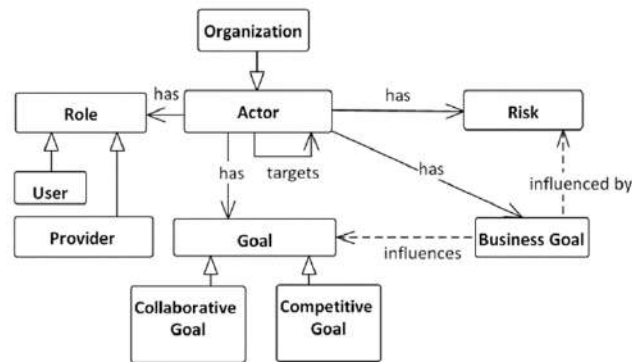 Organization
has
Role
Actor
has
Risk
has
targets
has
influenced by
User
Provider
Goal
influences
Business Goal
Collaborative
Goal
Competitive
Goal